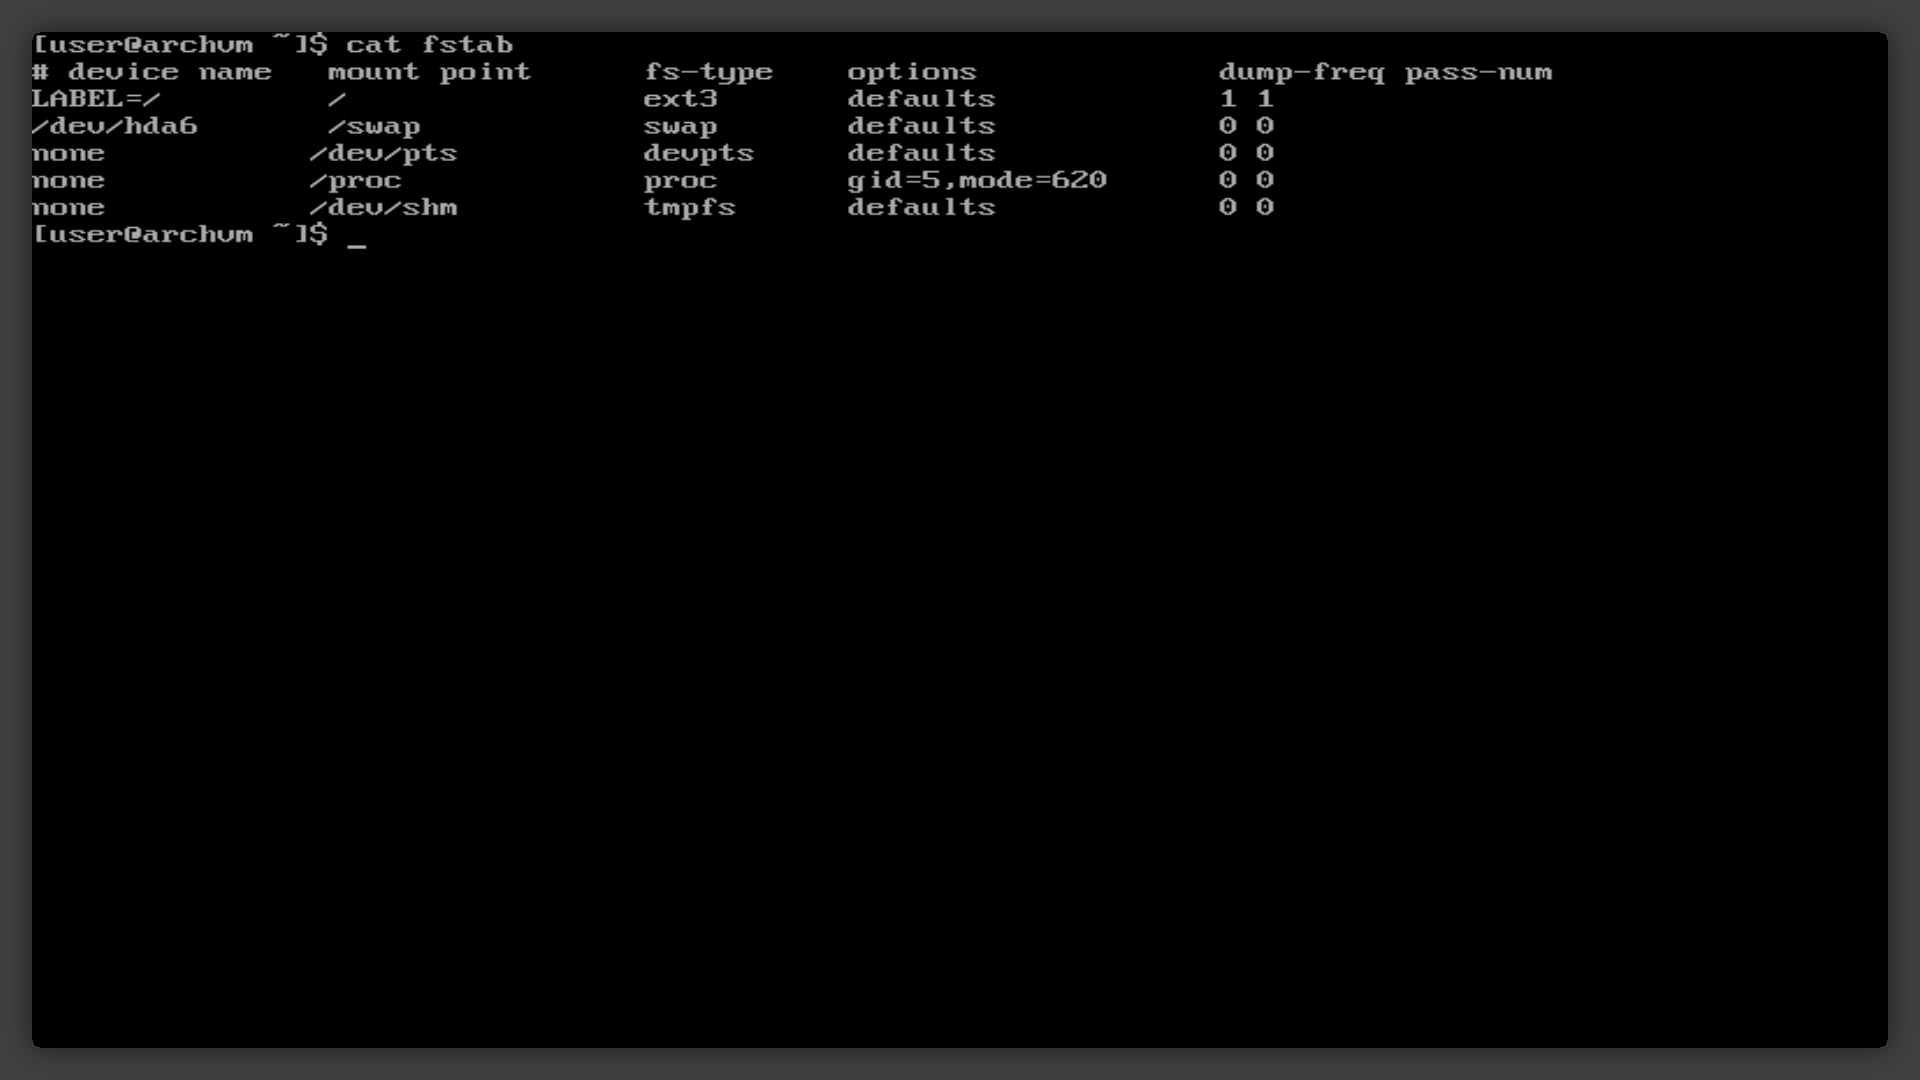 [user@archvm ~]$ cat fstab
# device name   mount point      fs-type    options             dump-freq pass-num
LABEL=/         /                ext3       defaults            1 1
/dev/hda6       /swap            swap       defaults            0 0
none           /dev/pts          devpts     defaults            0 0
none           /proc             proc       gid=5,mode=620      0 0
none           /dev/shm          tmpfs      defaults            0 0
[user@archvm ~]$ _